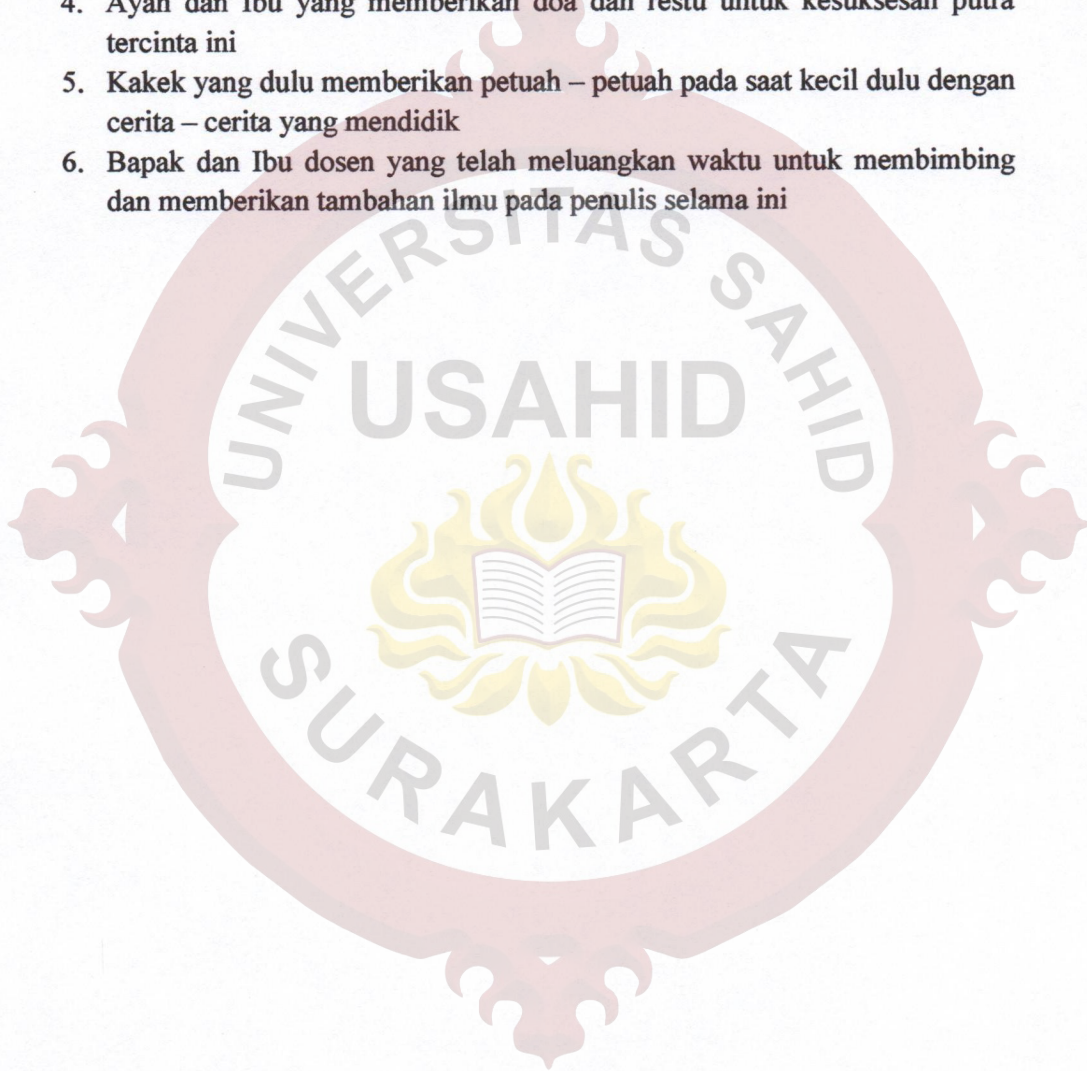 4. Ayah dan Ibu yang memberikan doa dan restu untuk kesuksesan putra
tercinta ini
5. Kakek yang dulu memberikan petuah – petuah pada saat kecil dulu dengan
cerita – cerita yang mendidik
6. Bapak dan Ibu dosen yang telah meluangkan waktu untuk membimbing
dan memberikan tambahan ilmu pada penulis selama ini
UNIVERSITAS SAHID
USAHID
SURAKARTA